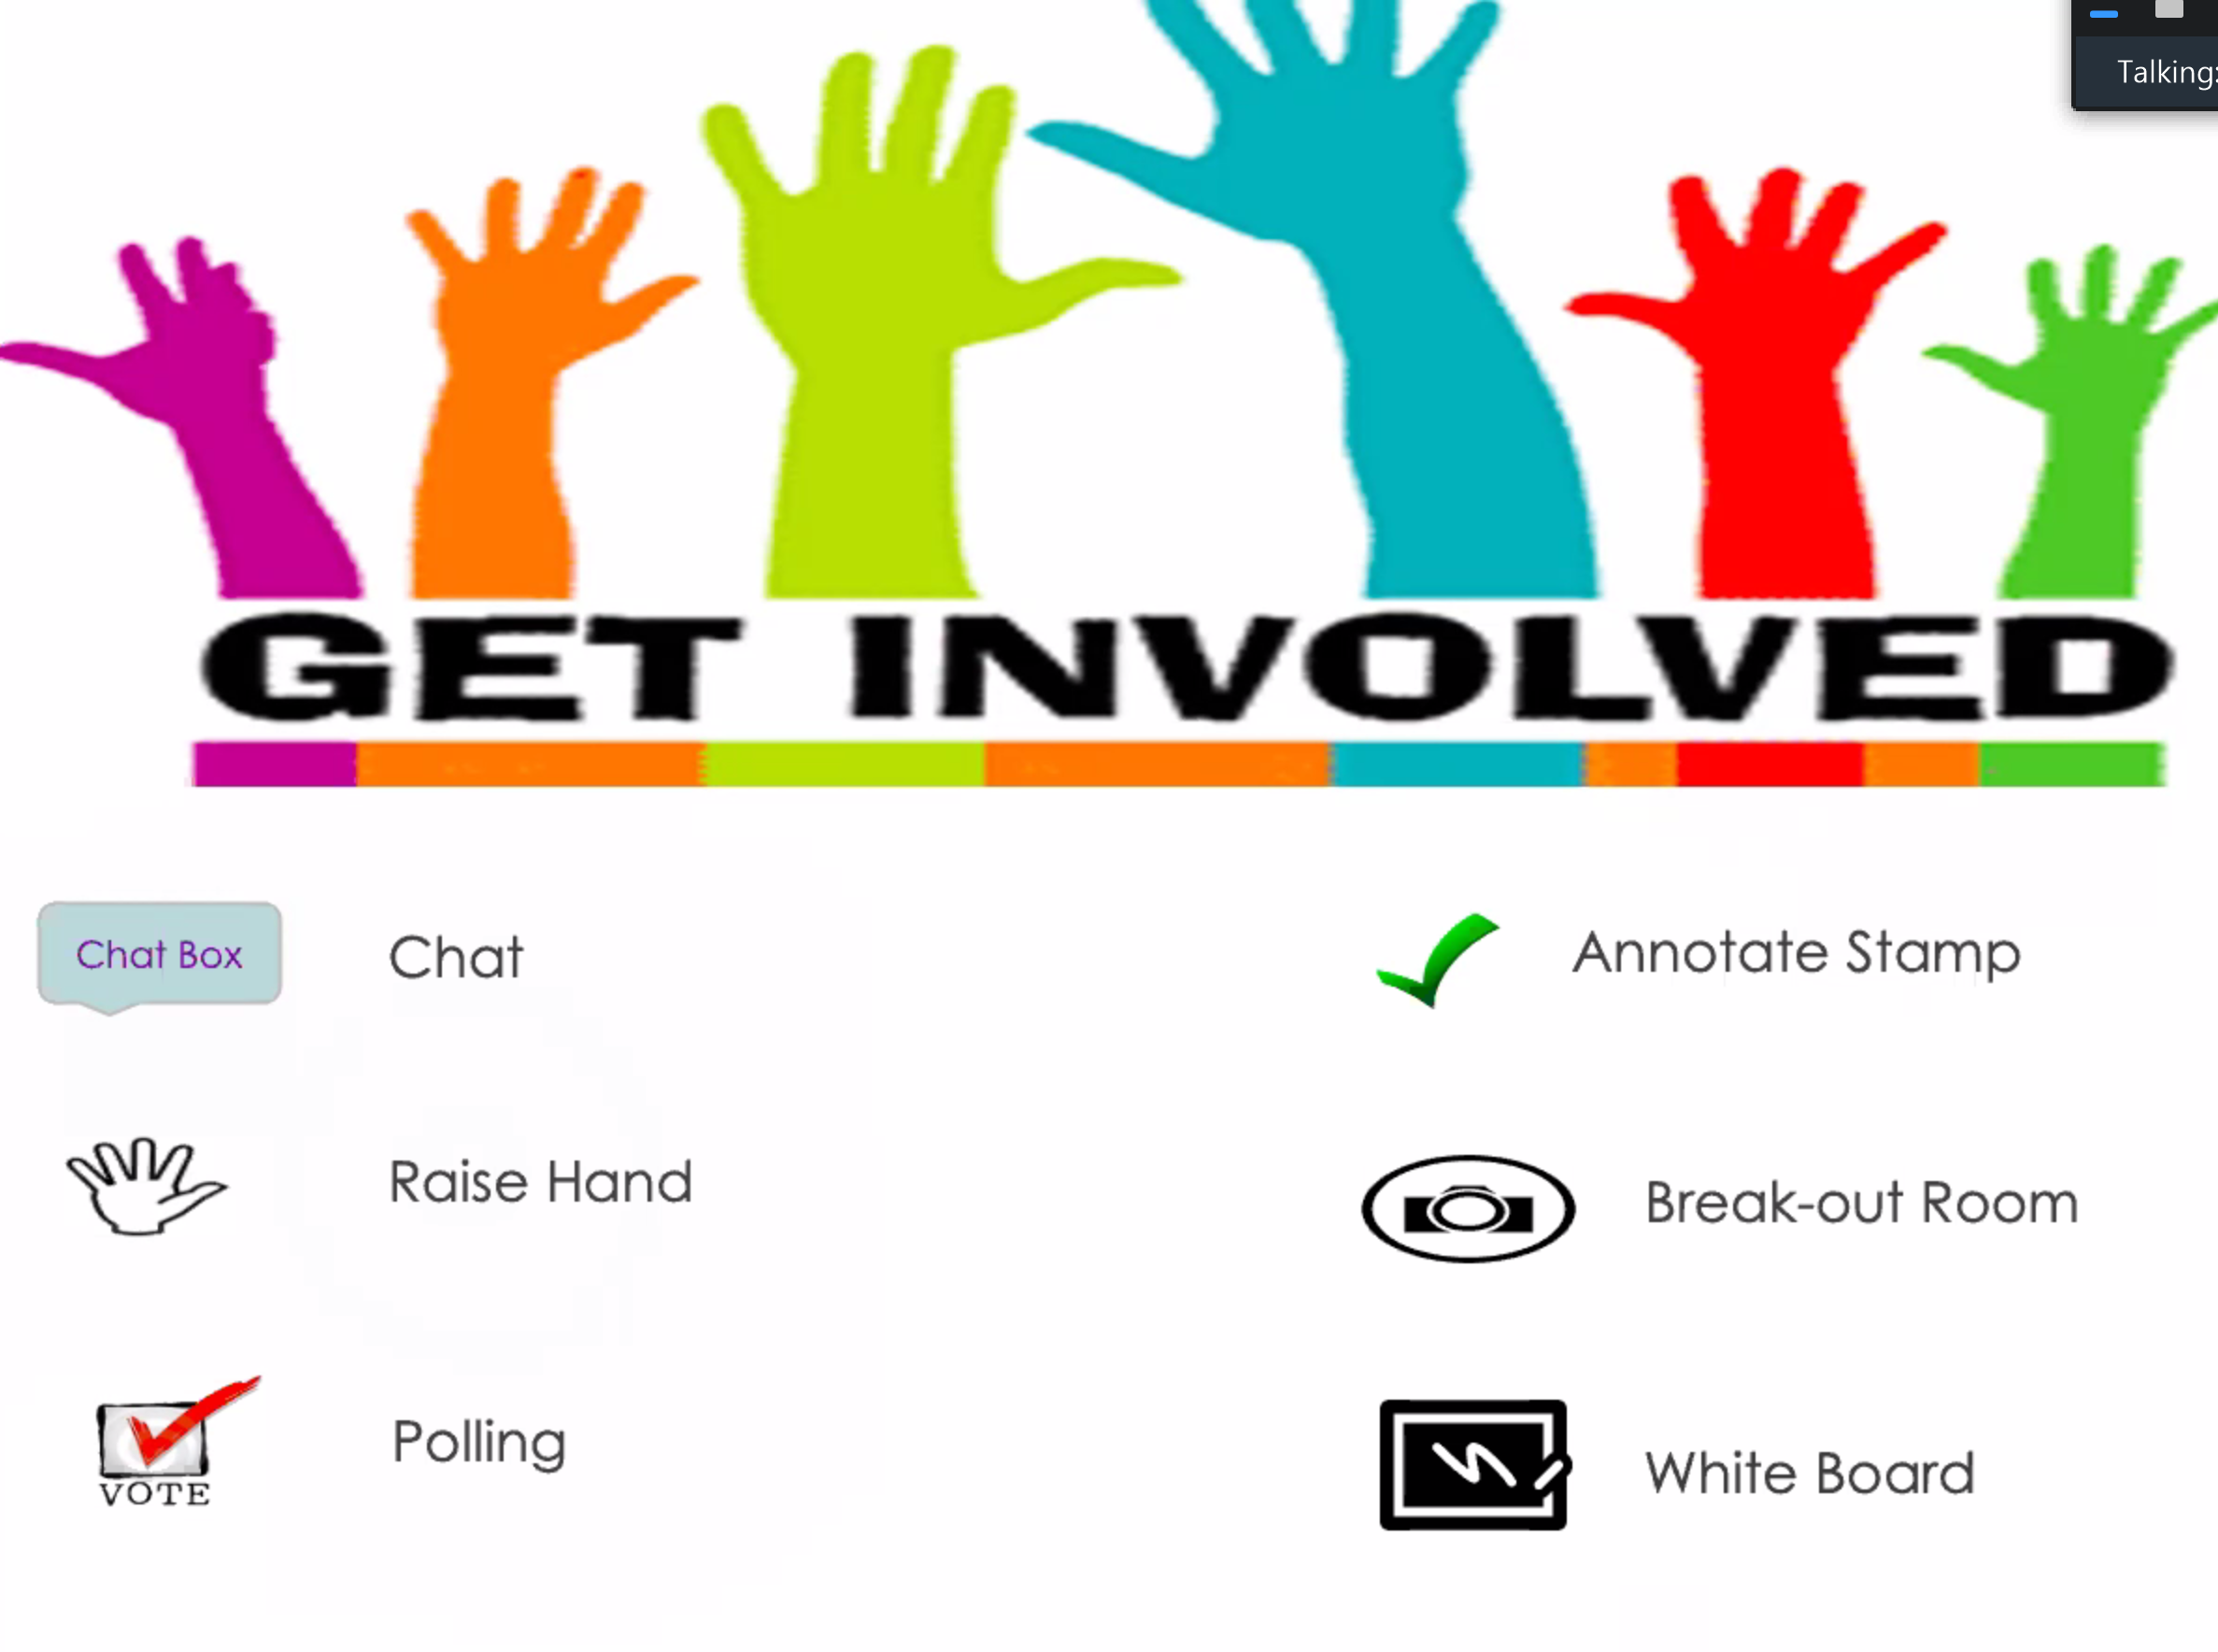 Talking:
GET INVOLVED
Chat Box
Chat
Annotate Stamp
Raise Hand
Break-out Room
VOTE
Polling
White Board